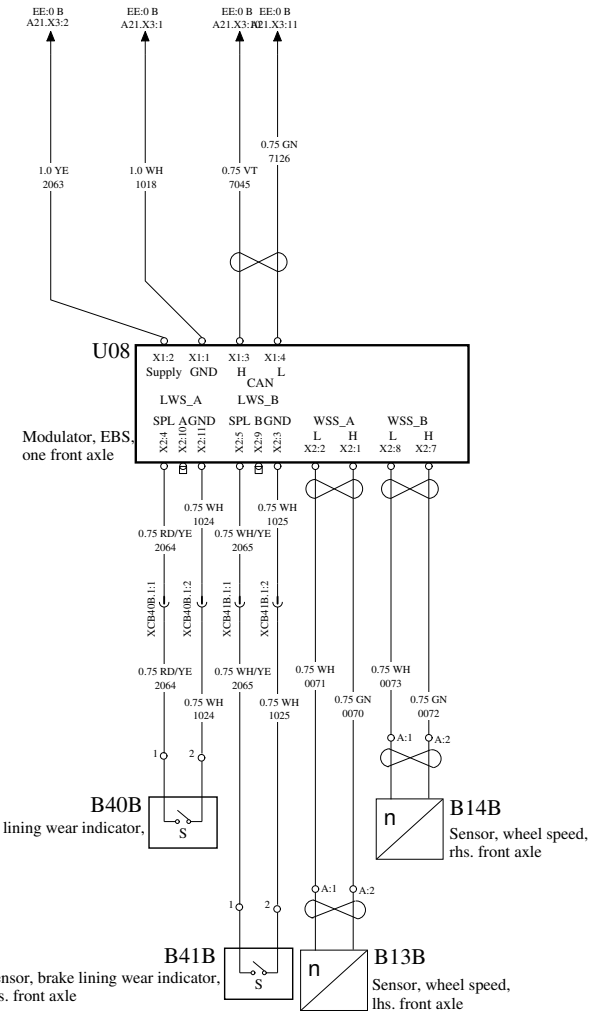 EE:0 B EE:0 B EE:0 B EE:0 B
A21.X3:2 A21.X3:1 A21.X3:10 A21.X3:11
0.75 GN
7126
1.0 YE 1.0 WH 0.75 VT
2063 1018 7045
U08
X1:2 X1:1 X1:3 X1:4
Supply GND H L
CAN
LWS_A LWS_B
SPL A GND SPL B GND WSS_A WSS_B
L H L H
X2:4 X2:10 X2:11 X2:5 X2:9 X2:3 X2:2 X2:1 X2:8 X2:7
Modulator, EBS,
one front axle
0.75 WH 0.75 WH
1024 1025
0.75 RD/YE 0.75 WH/YE
2064 2065
XCB40B.1:1 XCB40B.1:2 XCB41B.1:1 XCB41B.1:2
0.75 RD/YE 0.75 WH/YE 0.75 WH 0.75 WH
2064 2065 0071 0073
0.75 WH 0.75 WH 0.75 GN 0.75 GN
1024 1025 0070 0072
A:1 A:2
1 2
B40B
lining wear indicator,
S
n
B14B
Sensor, wheel speed,
rhs. front axle
A:1 A:2
1 2
B41B
ensor, brake lining wear indicator,
s. front axle
S
n
B13B
Sensor, wheel speed,
lhs. front axle